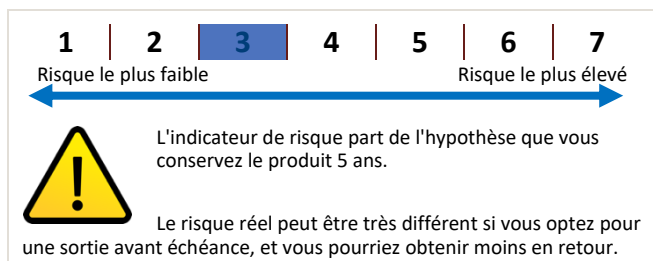 1 2 3 4 5 6 7
Risque le plus faible Risque le plus élevé
L'indicateur de risque part de l'hypothèse que vous
conservez le produit 5 ans.
Le risque réel peut être très différent si vous optez pour
une sortie avant échéance, et vous pourriez obtenir moins en retour.